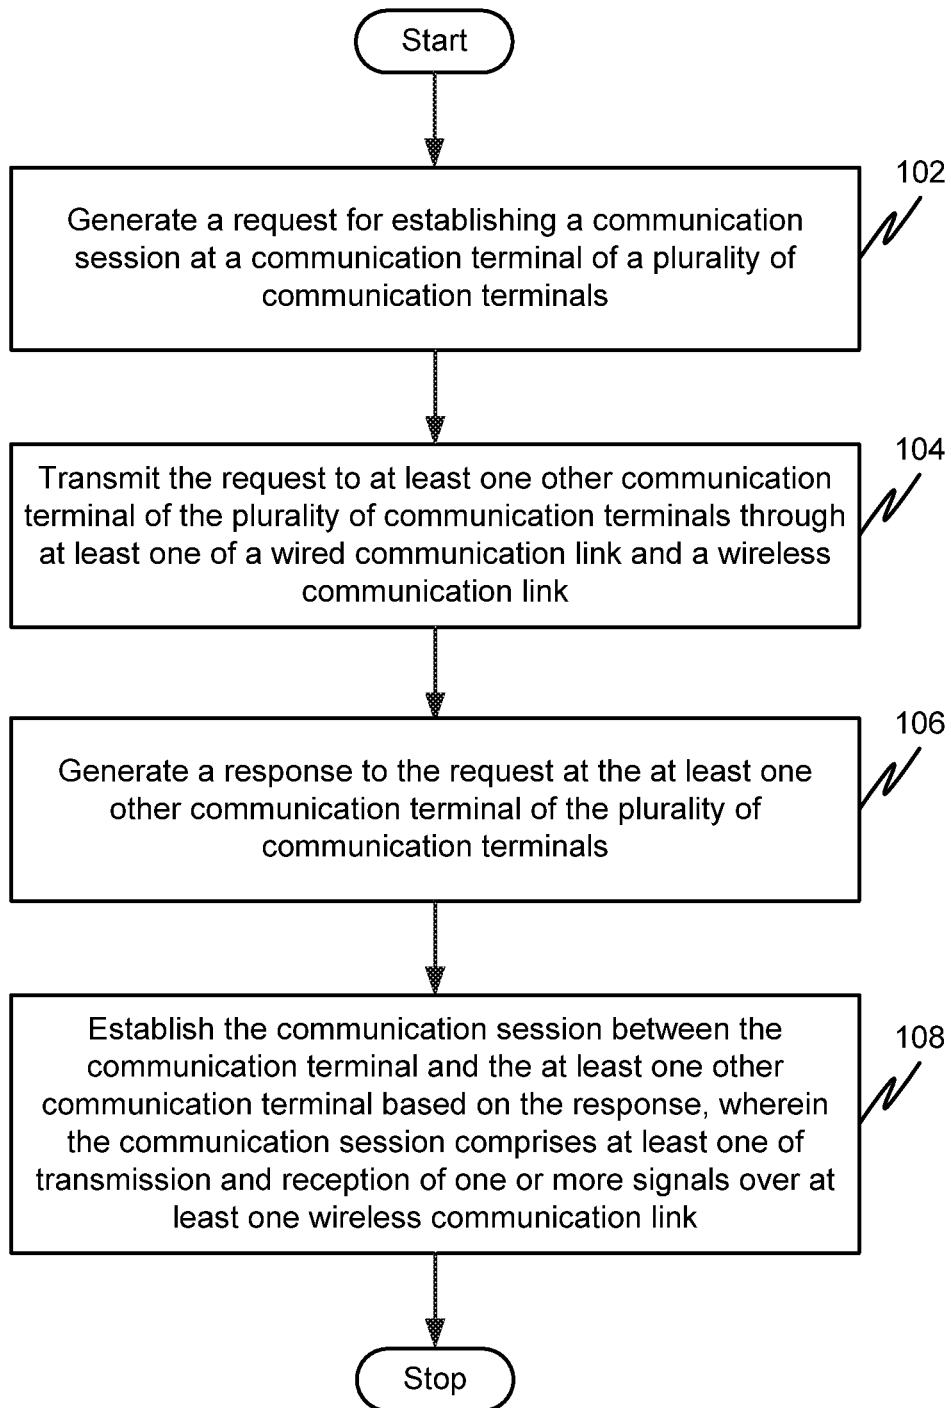 Start
102
Generate a request for establishing a communication
session at a communication terminal of a plurality of
communication terminals
104
Transmit the request to at least one other communication
terminal of the plurality of communication terminals through
at least one of a wired communication link and a wireless
communication link
106
Generate a response to the request at the at least one
other communication terminal of the plurality of
communication terminals
108
Establish the communication session between the
communication terminal and the at least one other
communication terminal based on the response, wherein
the communication session comprises at least one of
transmission and reception of one or more signals over at
least one wireless communication link
Stop